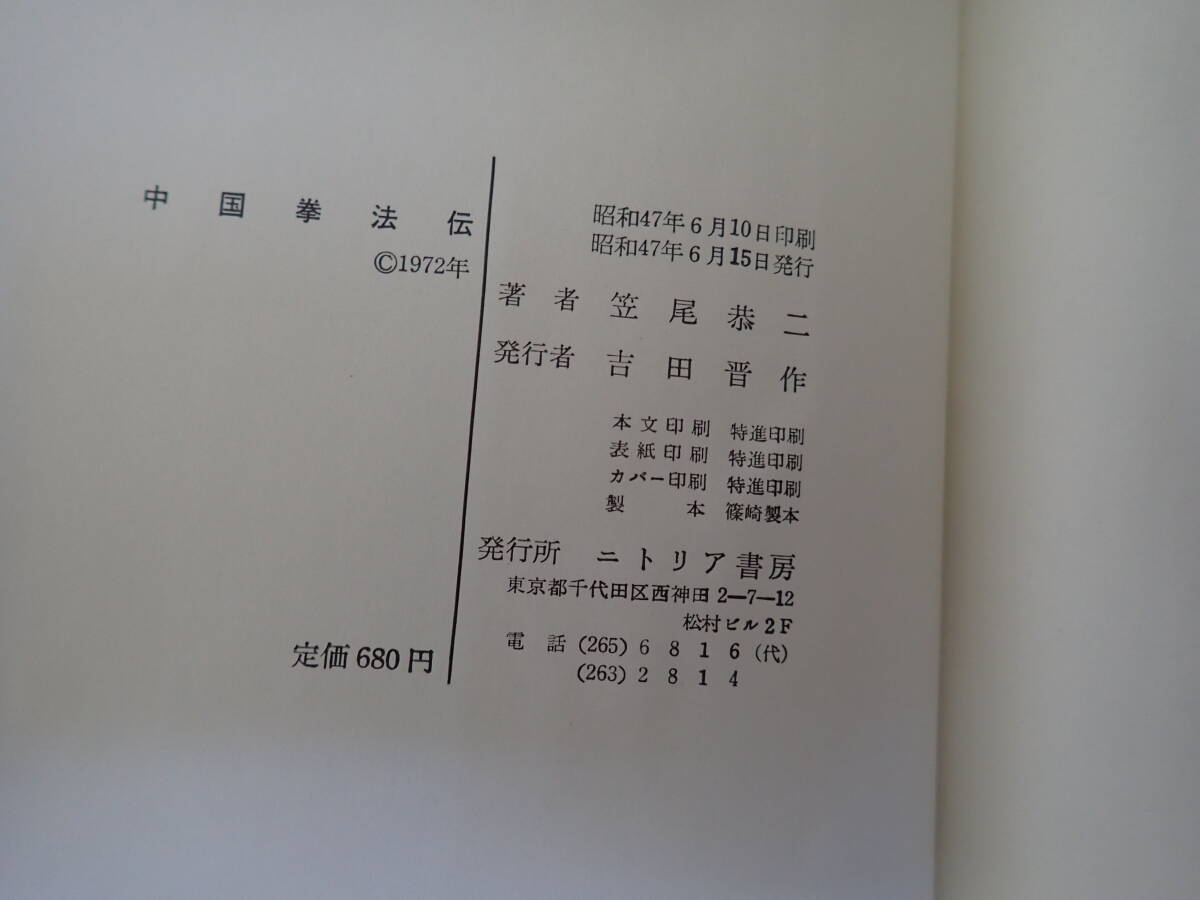 中国拳法伝
©1972年
定価680円
昭和47年6月10日印刷
昭和47年6月15日発行
著者 笠尾恭二
発行者 吉田晋作
本文印刷 特進印刷
表紙印刷 特進印刷
カバー印刷 特進印刷
製本 篠崎製本
発行所 ニトリア書房
東京都千代田区西神田2―7―12
松村ビル2F
電話 (265) 6816 (代)
(263) 2814